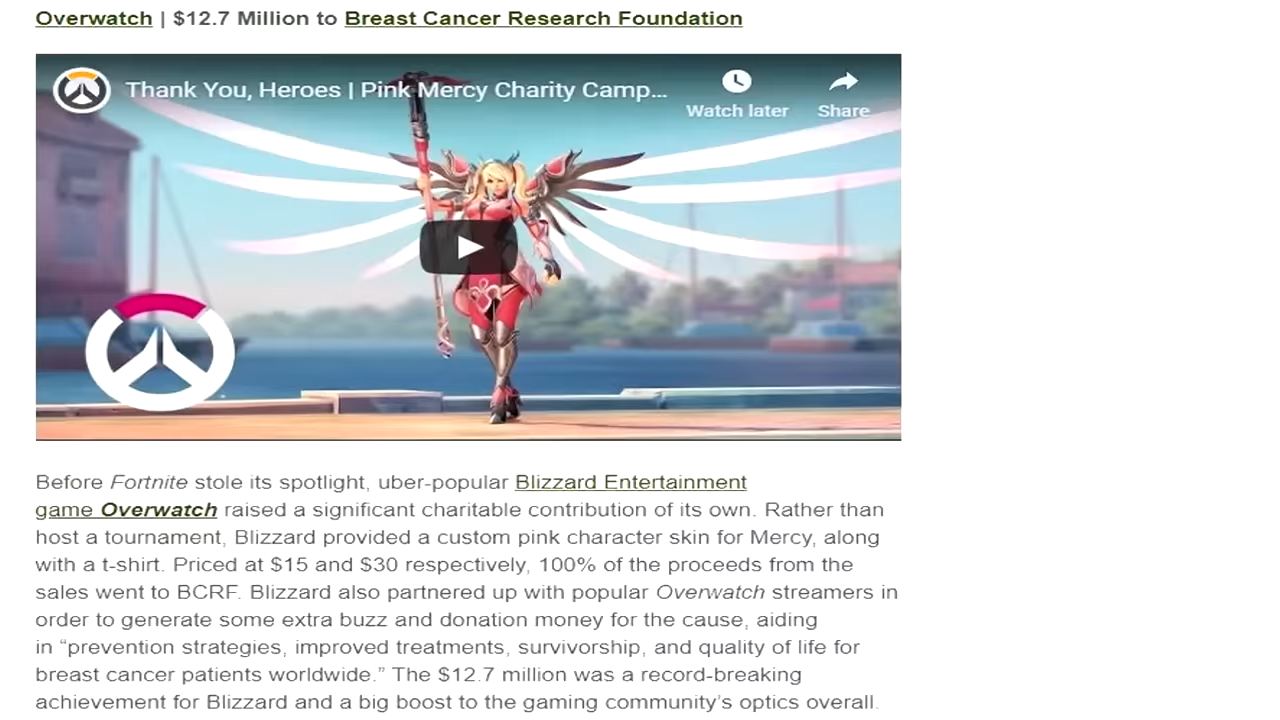 Overwatch | $12.7 Million to Breast Cancer Research Foundation
Thank You, Heroes | Pink Mercy Charity Camp...
Watch later
Share
Before Fortnite stole its spotlight, uber-popular Blizzard Entertainment
game Overwatch raised a significant charitable contribution of its own. Rather than
host a tournament, Blizzard provided a custom pink character skin for Mercy, along
with a t-shirt. Priced at $15 and $30 respectively, 100% of the proceeds from the
sales went to BCRF. Blizzard also partnered up with popular Overwatch streamers in
order to generate some extra buzz and donation money for the cause, aiding
in “prevention strategies, improved treatments, survivorship, and quality of life for
breast cancer patients worldwide.” The $12.7 million was a record-breaking
achievement for Blizzard and a big boost to the gaming community’s optics overall.